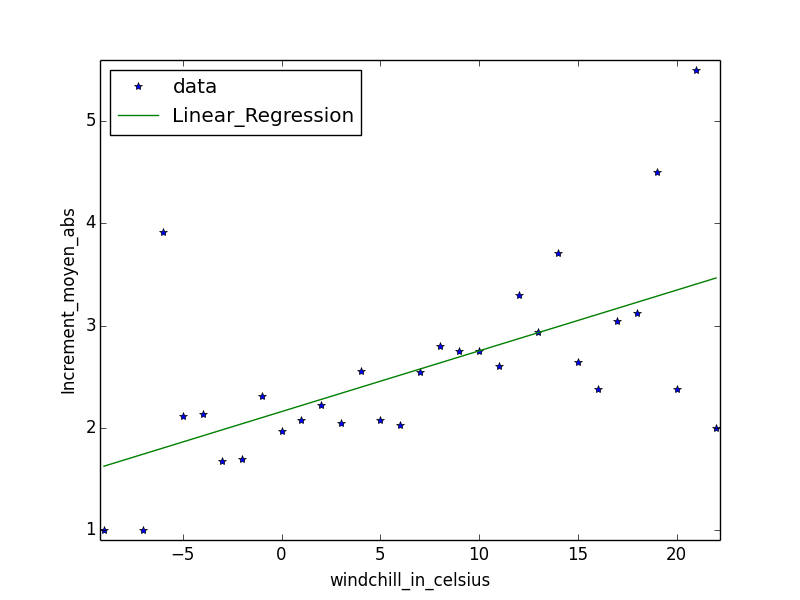 data
Linear_Regression
5
4
3
2
1
Increment_moyen_abs
−5 0 5 10 15 20
windchill_in_celsius